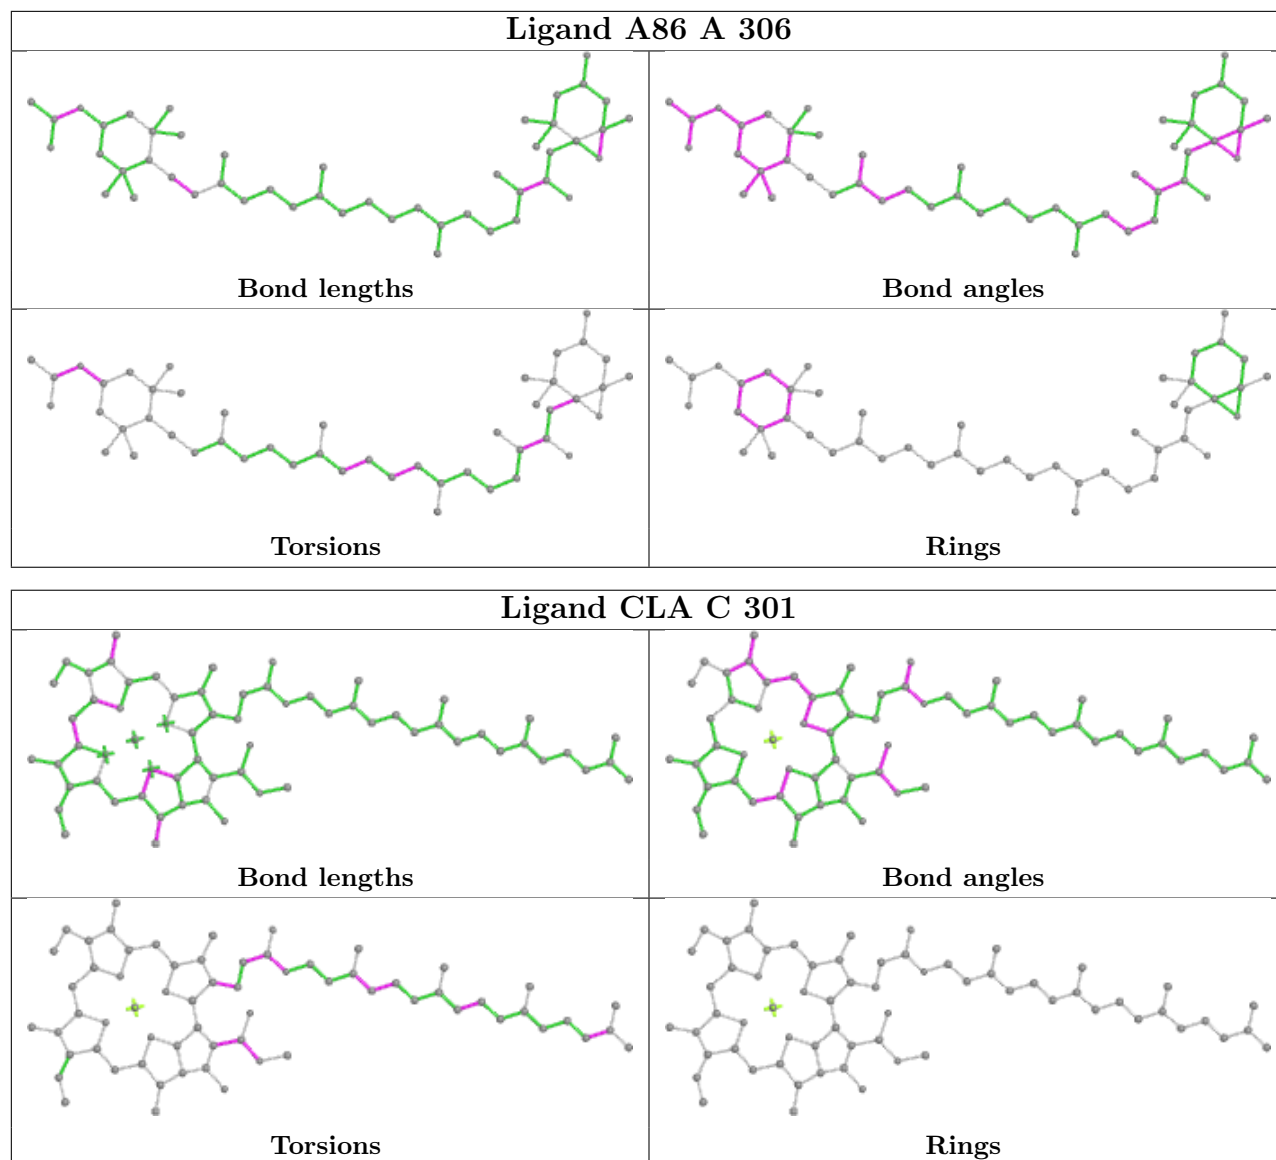 Ligand A86 A 306
Bond lengths
Bond angles
Torsions
Rings
Ligand CLA C 301
Bond lengths
Bond angles
Torsions
Rings